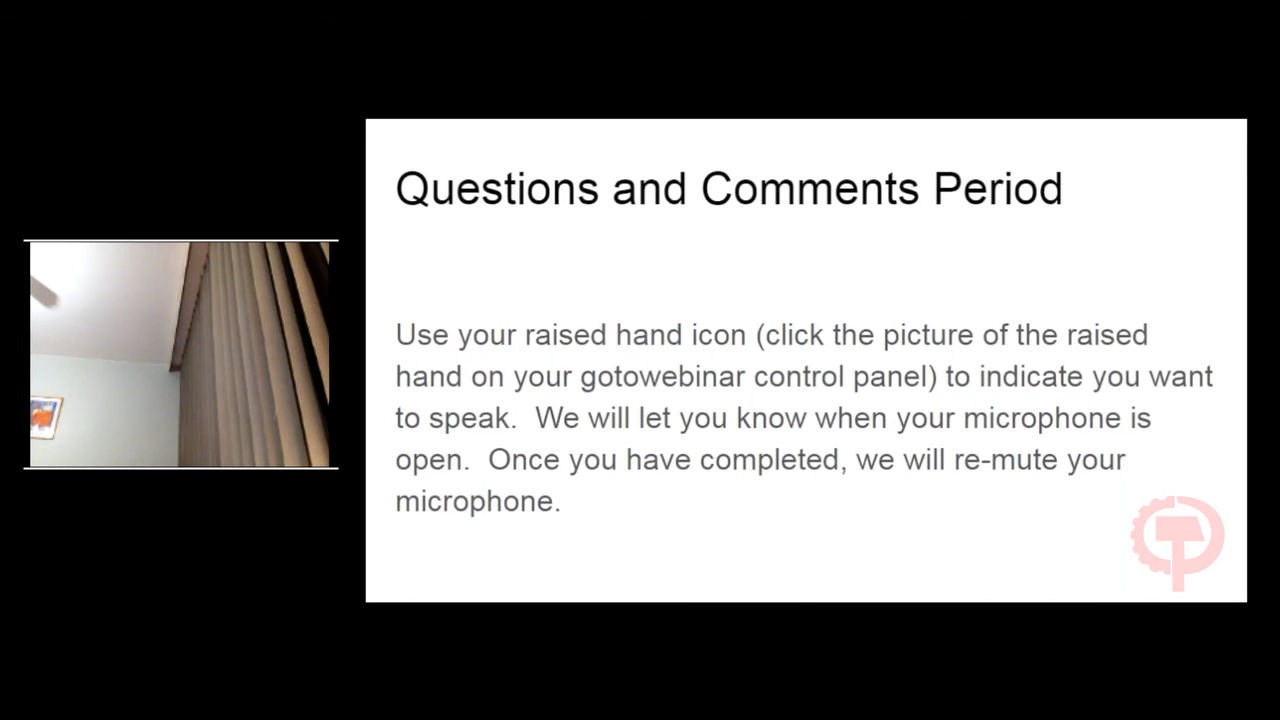 Questions and Comments Period
Use your raised hand icon (click the picture of the raised
hand on your gotowebinar control panel) to indicate you want
to speak.  We will let you know when your microphone is
open.  Once you have completed, we will re-mute your
microphone.